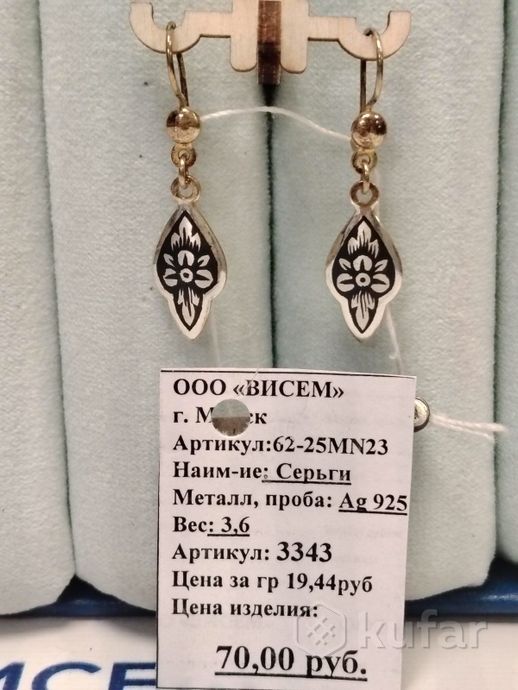 ООО «ВИСЕМ»
г.
Артикул:62-25MN23
Наим-ие: Серьги
Металл, проба: Ag 925
Вес: 3,6
Артикул: 3343
Цена за гр 19,44руб
Цена изделия:
70,00 руб.
kufar